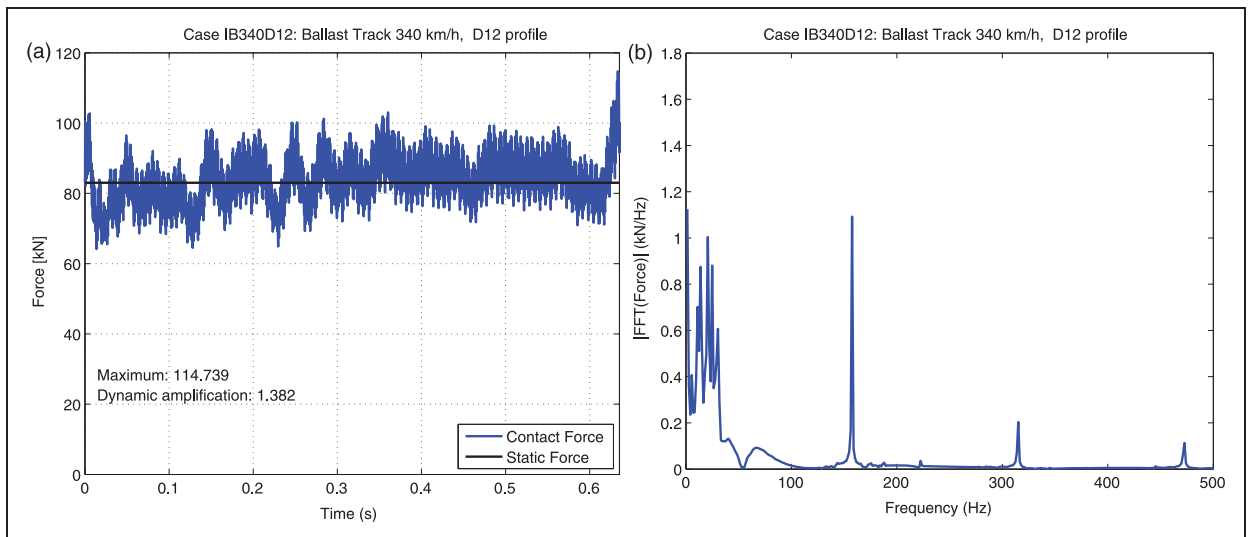 (a)
Case IB340D12: Ballast Track 340 km/h, D12 profile
120
100
80
60
40
20
0
Force [kN]
Maximum: 114.739
Dynamic amplification: 1.382
Contact Force
Static Force
0 0.1 0.2 0.3 0.4 0.5 0.6
Time (s)
(b)
Case IB340D12: Ballast Track 340 km/h, D12 profile
1.8
1.6
1.4
1.2
1
0.8
0.6
0.4
0.2
0
|FFT(Force)| (kN/Hz)
0 100 200 300 400 500
Frequency (Hz)